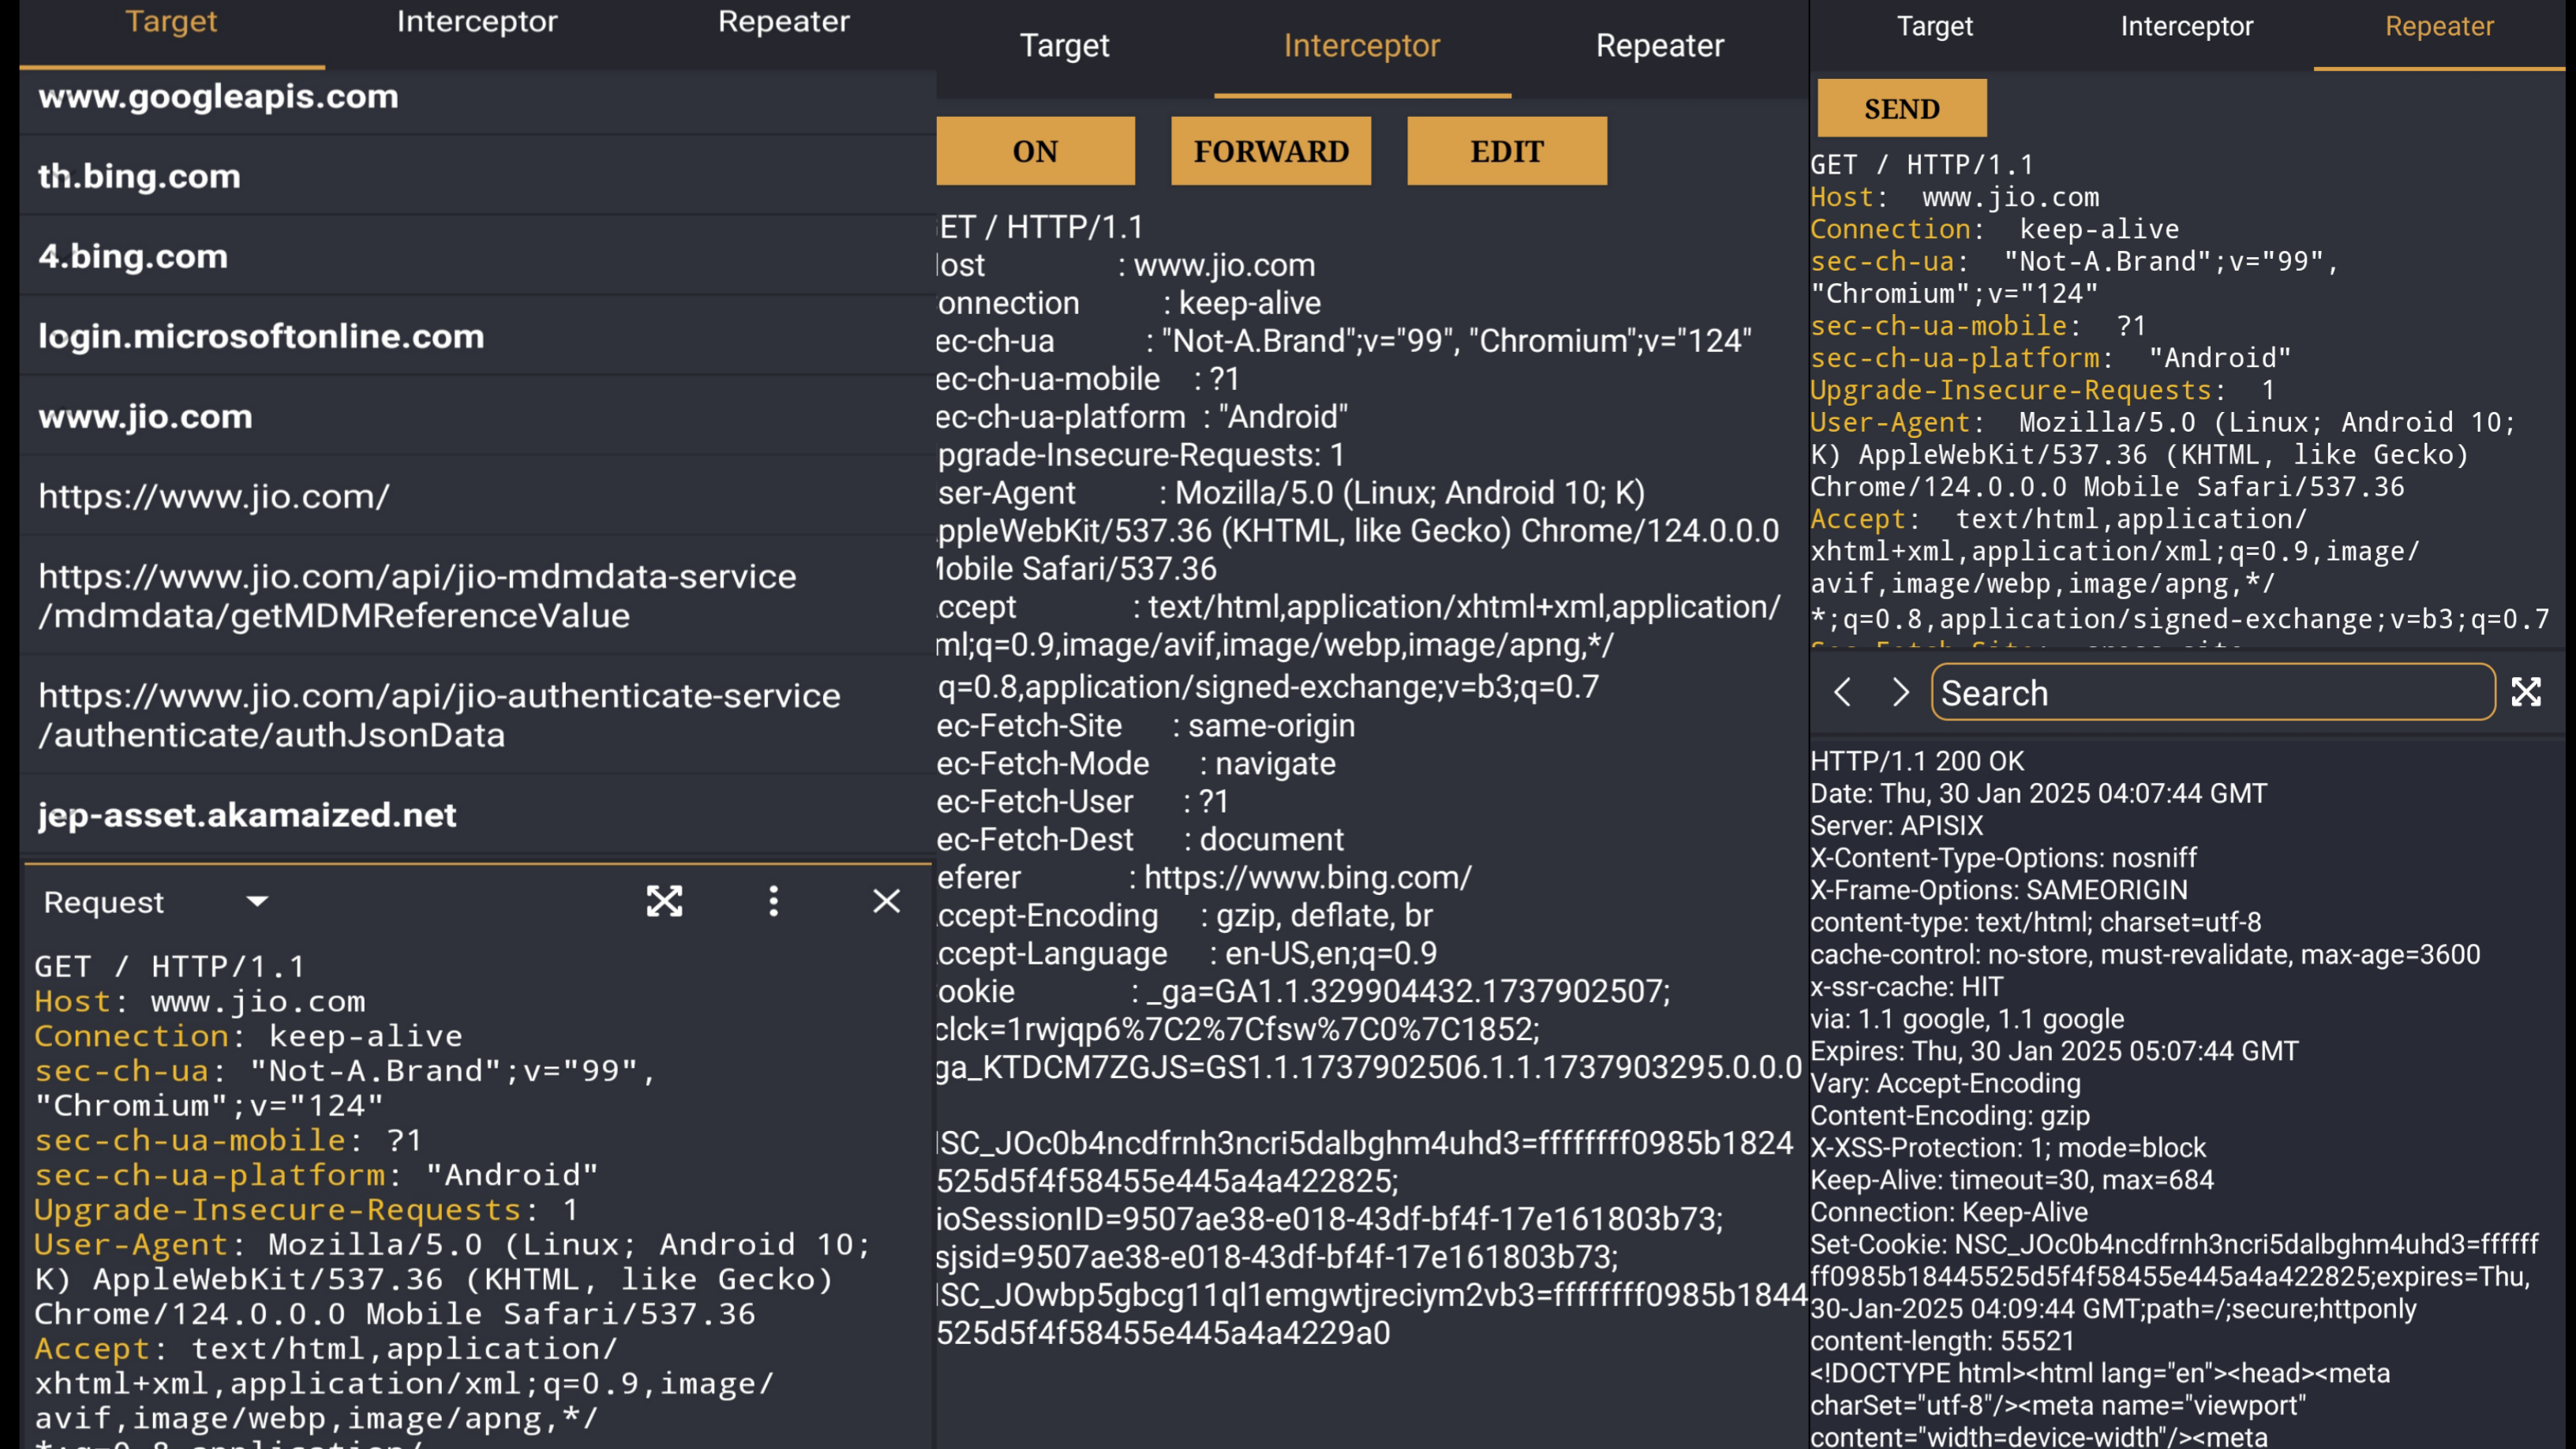 Target Interceptor Repeater
www.googleapis.com
th.bing.com
4.bing.com
login.microsoftonline.com
www.jio.com
https://www.jio.com/
https://www.jio.com/api/jio-mdmdata-service
/mdmdata/getMDMReferenceValue
https://www.jio.com/api/jio-authenticate-service
/authenticate/authJsonData
jep-asset.akamaized.net
Request
GET / HTTP/1.1
Host: www.jio.com
Connection: keep-alive
sec-ch-ua: "Not-A.Brand";v="99",
"Chromium";v="124"
sec-ch-ua-mobile: ?1
sec-ch-ua-platform: "Android"
Upgrade-Insecure-Requests: 1
User-Agent: Mozilla/5.0 (Linux; Android 10;
K) AppleWebKit/537.36 (KHTML, like Gecko)
Chrome/124.0.0.0 Mobile Safari/537.36
Accept: text/html,application/
xhtml+xml,application/xml;q=0.9,image/
avif,image/webp,image/apng,*/
Target Interceptor Repeater
ON FORWARD EDIT
ET / HTTP/1.1
ost : www.jio.com
onnection : keep-alive
ec-ch-ua : "Not-A.Brand";v="99", "Chromium";v="124"
ec-ch-ua-mobile : ?1
ec-ch-ua-platform : "Android"
pgrade-Insecure-Requests: 1
ser-Agent : Mozilla/5.0 (Linux; Android 10; K)
ppleWebKit/537.36 (KHTML, like Gecko) Chrome/124.0.0.0
obile Safari/537.36
ccept : text/html,application/xhtml+xml,application/
ml;q=0.9,image/avif,image/webp,image/apng,*/
q=0.8,application/signed-exchange;v=b3;q=0.7
ec-Fetch-Site : same-origin
ec-Fetch-Mode : navigate
ec-Fetch-User : ?1
ec-Fetch-Dest : document
eferer : https://www.bing.com/
ccept-Encoding : gzip, deflate, br
ccept-Language : en-US,en;q=0.9
ookie : _ga=GA1.1.329904432.1737902507;
clck=1rwjqp6%7C2%7Cfsw%7C0%7C1852;
ga_KTDCM7ZGJS=GS1.1.1737902506.1.1.1737903295.0.0.0
SC_JOc0b4ncdfrnh3ncri5dalbghm4uhd3=ffffffff0985b1824
525d5f4f58455e445a4a422825;
ioSessionID=9507ae38-e018-43df-bf4f-17e161803b73;
sjsid=9507ae38-e018-43df-bf4f-17e161803b73;
SC_JOwbp5gbcg11ql1emgwtjreciym2vb3=ffffffff0985b1844
525d5f4f58455e445a4a4229a0
Target Interceptor Repeater
SEND
GET / HTTP/1.1
Host: www.jio.com
Connection: keep-alive
sec-ch-ua: "Not-A.Brand";v="99",
"Chromium";v="124"
sec-ch-ua-mobile: ?1
sec-ch-ua-platform: "Android"
Upgrade-Insecure-Requests: 1
User-Agent: Mozilla/5.0 (Linux; Android 10;
K) AppleWebKit/537.36 (KHTML, like Gecko)
Chrome/124.0.0.0 Mobile Safari/537.36
Accept: text/html,application/
xhtml+xml,application/xml;q=0.9,image/
avif,image/webp,image/apng,*/
*;q=0.8,application/signed-exchange;v=b3;q=0.7
Search
HTTP/1.1 200 OK
Date: Thu, 30 Jan 2025 04:07:44 GMT
Server: APISIX
X-Content-Type-Options: nosniff
X-Frame-Options: SAMEORIGIN
content-type: text/html; charset=utf-8
cache-control: no-store, must-revalidate, max-age=3600
x-ssr-cache: HIT
via: 1.1 google, 1.1 google
Expires: Thu, 30 Jan 2025 05:07:44 GMT
Vary: Accept-Encoding
Content-Encoding: gzip
X-XSS-Protection: 1; mode=block
Keep-Alive: timeout=30, max=684
Connection: Keep-Alive
Set-Cookie: NSC_JOc0b4ncdfrnh3ncri5dalbghm4uhd3=ffffff
ff0985b18445525d5f4f58455e445a4a422825;expires=Thu,
30-Jan-2025 04:09:44 GMT;path=/;secure;httponly
content-length: 55521
<!DOCTYPE html><html lang="en"><head><meta
charSet="utf-8"/><meta name="viewport"
content="width=device-width"/><meta